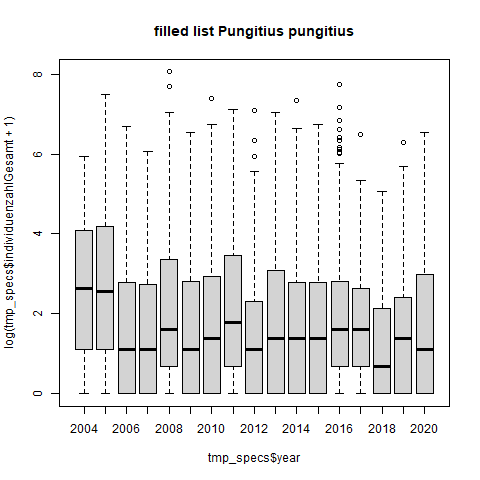 filled list Pungitius pungitius
log(tmp_specs$individuenzahlGesamt + 1)
8
6
4
2
0
2004 2006 2008 2010 2012 2014 2016 2018 2020
tmp_specs$year